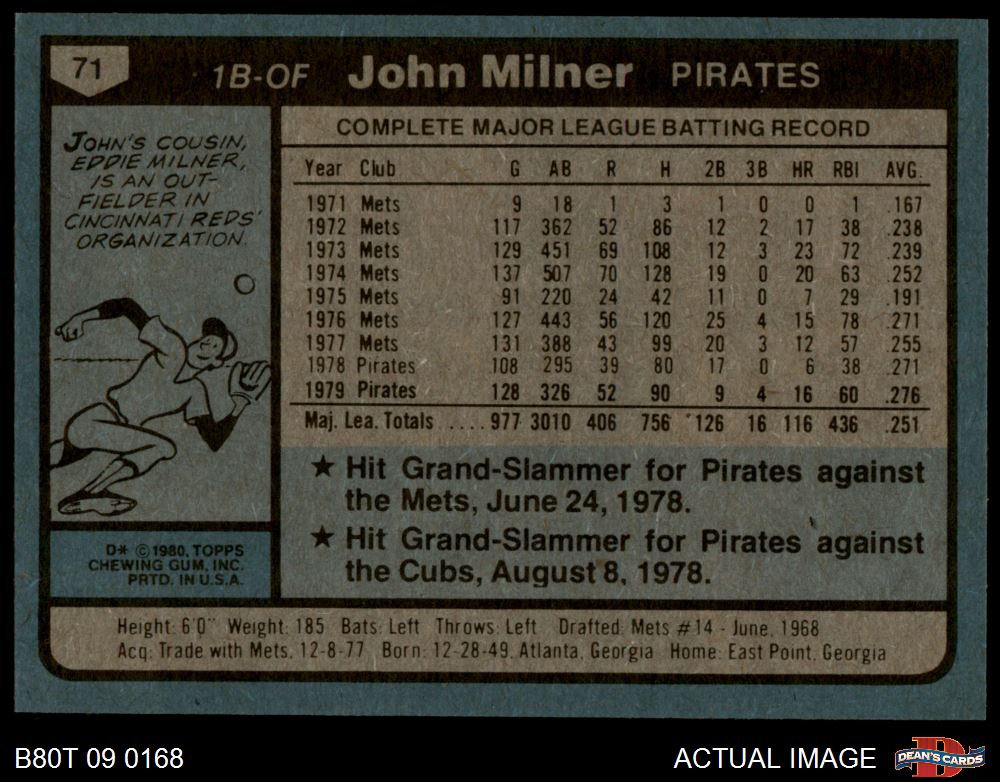 71 1B-OF John Milner PIRATES
JOHN'S COUSIN,
EDDIE MILNER,
IS AN OUT-
FIELDER IN
CINCINNATI REDS'
ORGANIZATION.
COMPLETE MAJOR LEAGUE BATTING RECORD
Year Club G AB R H 2B 3B HR RBI AVG.
1971 Mets 9 18 1 3 1 0 0 1 .167
1972 Mets 117 362 52 86 12 2 17 38 .238
1973 Mets 129 451 69 108 12 3 23 72 .239
1974 Mets 137 507 70 128 19 0 20 63 .252
1975 Mets 91 220 24 42 11 0 7 29 .191
1976 Mets 127 443 56 120 25 4 15 78 .271
1977 Mets 131 388 43 99 20 3 12 57 .255
1978 Pirates 108 295 39 80 17 0 6 38 .271
1979 Pirates 128 326 52 90 9 4 16 60 .276
Maj. Lea. Totals .... 977 3010 406 756 126 16 116 436 .251
★ Hit Grand-Slammer for Pirates against
the Mets, June 24, 1978.
★ Hit Grand-Slammer for Pirates against
the Cubs, August 8, 1978.
D* © 1980, TOPPS
CHEWING GUM, INC.
PRTD. IN U.S.A.
Height: 6'0" Weight: 185 Bats: Left Throws: Left Drafted: Mets #14 - June, 1968
Acq: Trade with Mets, 12-8-77 Born: 12-28-49, Atlanta, Georgia Home: East Point, Georgia
B80T 09 0168
ACTUAL IMAGE
D
DEAN'S CARDS